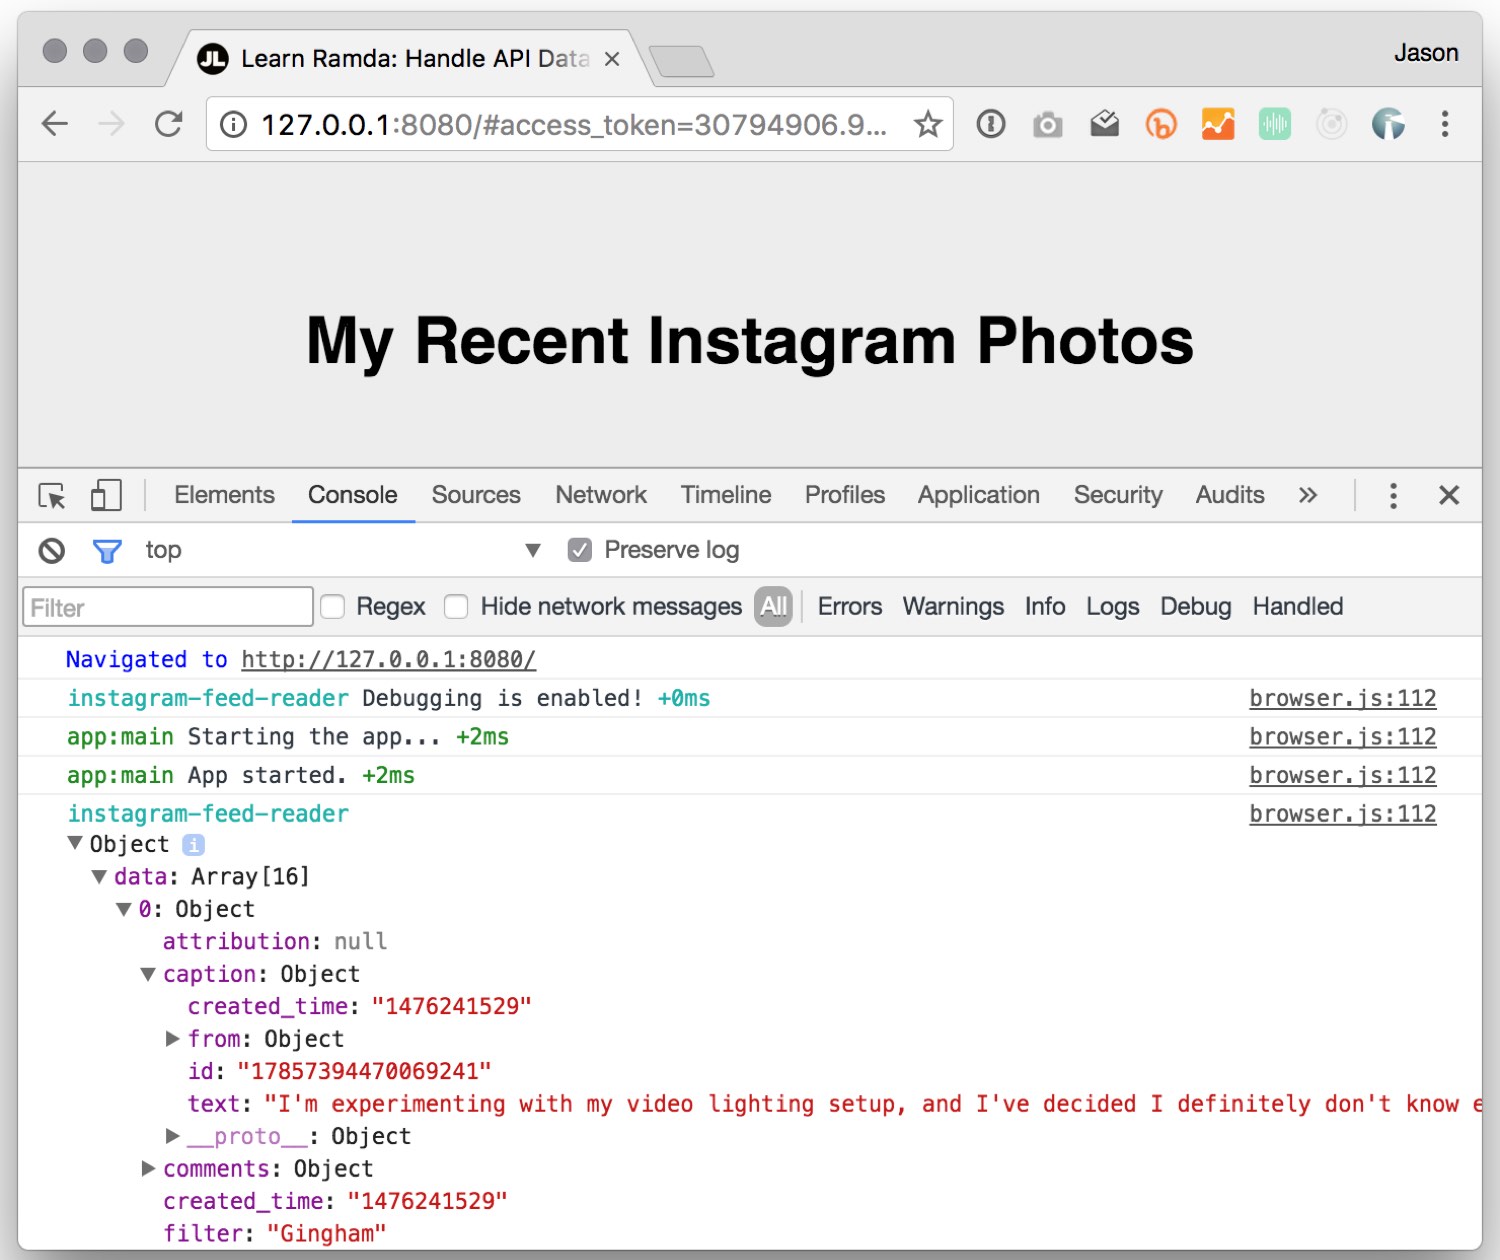 JL Learn Ramda: Handle API Data
Jason
127.0.0.1:8080/#access_token=30794906.9...
My Recent Instagram Photos
Elements Console Sources Network Timeline Profiles Application Security Audits »
top ▼ Preserve log
Filter Regex Hide network messages All Errors Warnings Info Logs Debug Handled
Navigated to http://127.0.0.1:8080/
instagram-feed-reader Debugging is enabled! +0ms browser.js:112
app:main Starting the app... +2ms browser.js:112
app:main App started. +2ms browser.js:112
instagram-feed-reader browser.js:112
▼ Object i
▼ data: Array[16]
▼ 0: Object
attribution: null
▼ caption: Object
created_time: "1476241529"
▶ from: Object
id: "17857394470069241"
text: "I'm experimenting with my video lighting setup, and I've decided I definitely don't know
▶ __proto__: Object
▶ comments: Object
created_time: "1476241529"
filter: "Gingham"